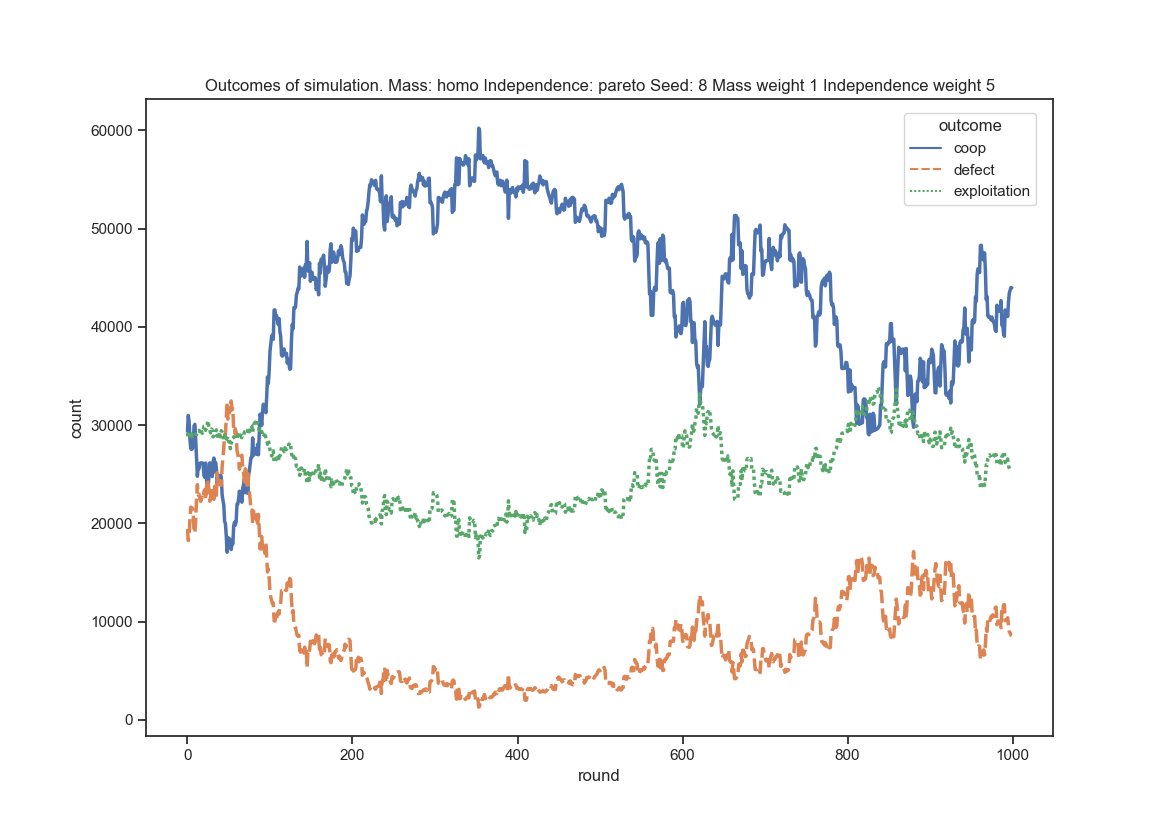 Outcomes of simulation. Mass: homo Independence: pareto Seed: 8 Mass weight 1 Independence weight 5
outcome
coop
defect
exploitation
60000
50000
40000
30000
20000
10000
0
count
0 200 400 600 800 1000
round